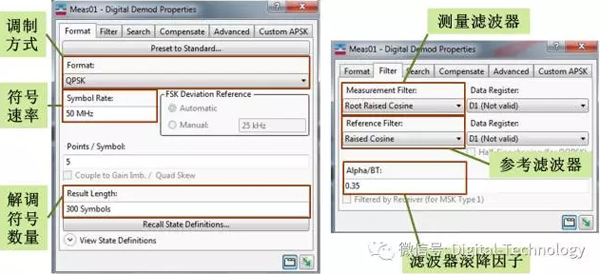 调制
方式
符号
速率
解调
符号
数量
Meas01 - Digital Demod Properties
Format
Filter
Search
Compensate
Advanced
Custom APSK
Preset to Standard...
Format:
QPSK
Symbol Rate:
50 MHz
FSK Deviation Reference
Automatic
Manual:
25 kHz
Points / Symbol:
5
Couple to Gain Imb. / Quad Skew
Result Length:
300 Symbols
Recall State Definitions...
View State Definitions
测量滤波器
Meas01 - Digital Demod Properties
Format
Filter
Search
Compensate
Advanced
Custom APSK
Measurement Filter:
Data Register:
Root Raised Cosine
D1 (Not valid)
Reference Filter:
Data Register:
Raised Cosine
D1 (Not valid)
参考滤波器
Alpha/BT:
0.35
Filtered by Receiver (for MSK Type1)
微信号: Digital-Technology
滤波器滚降因子